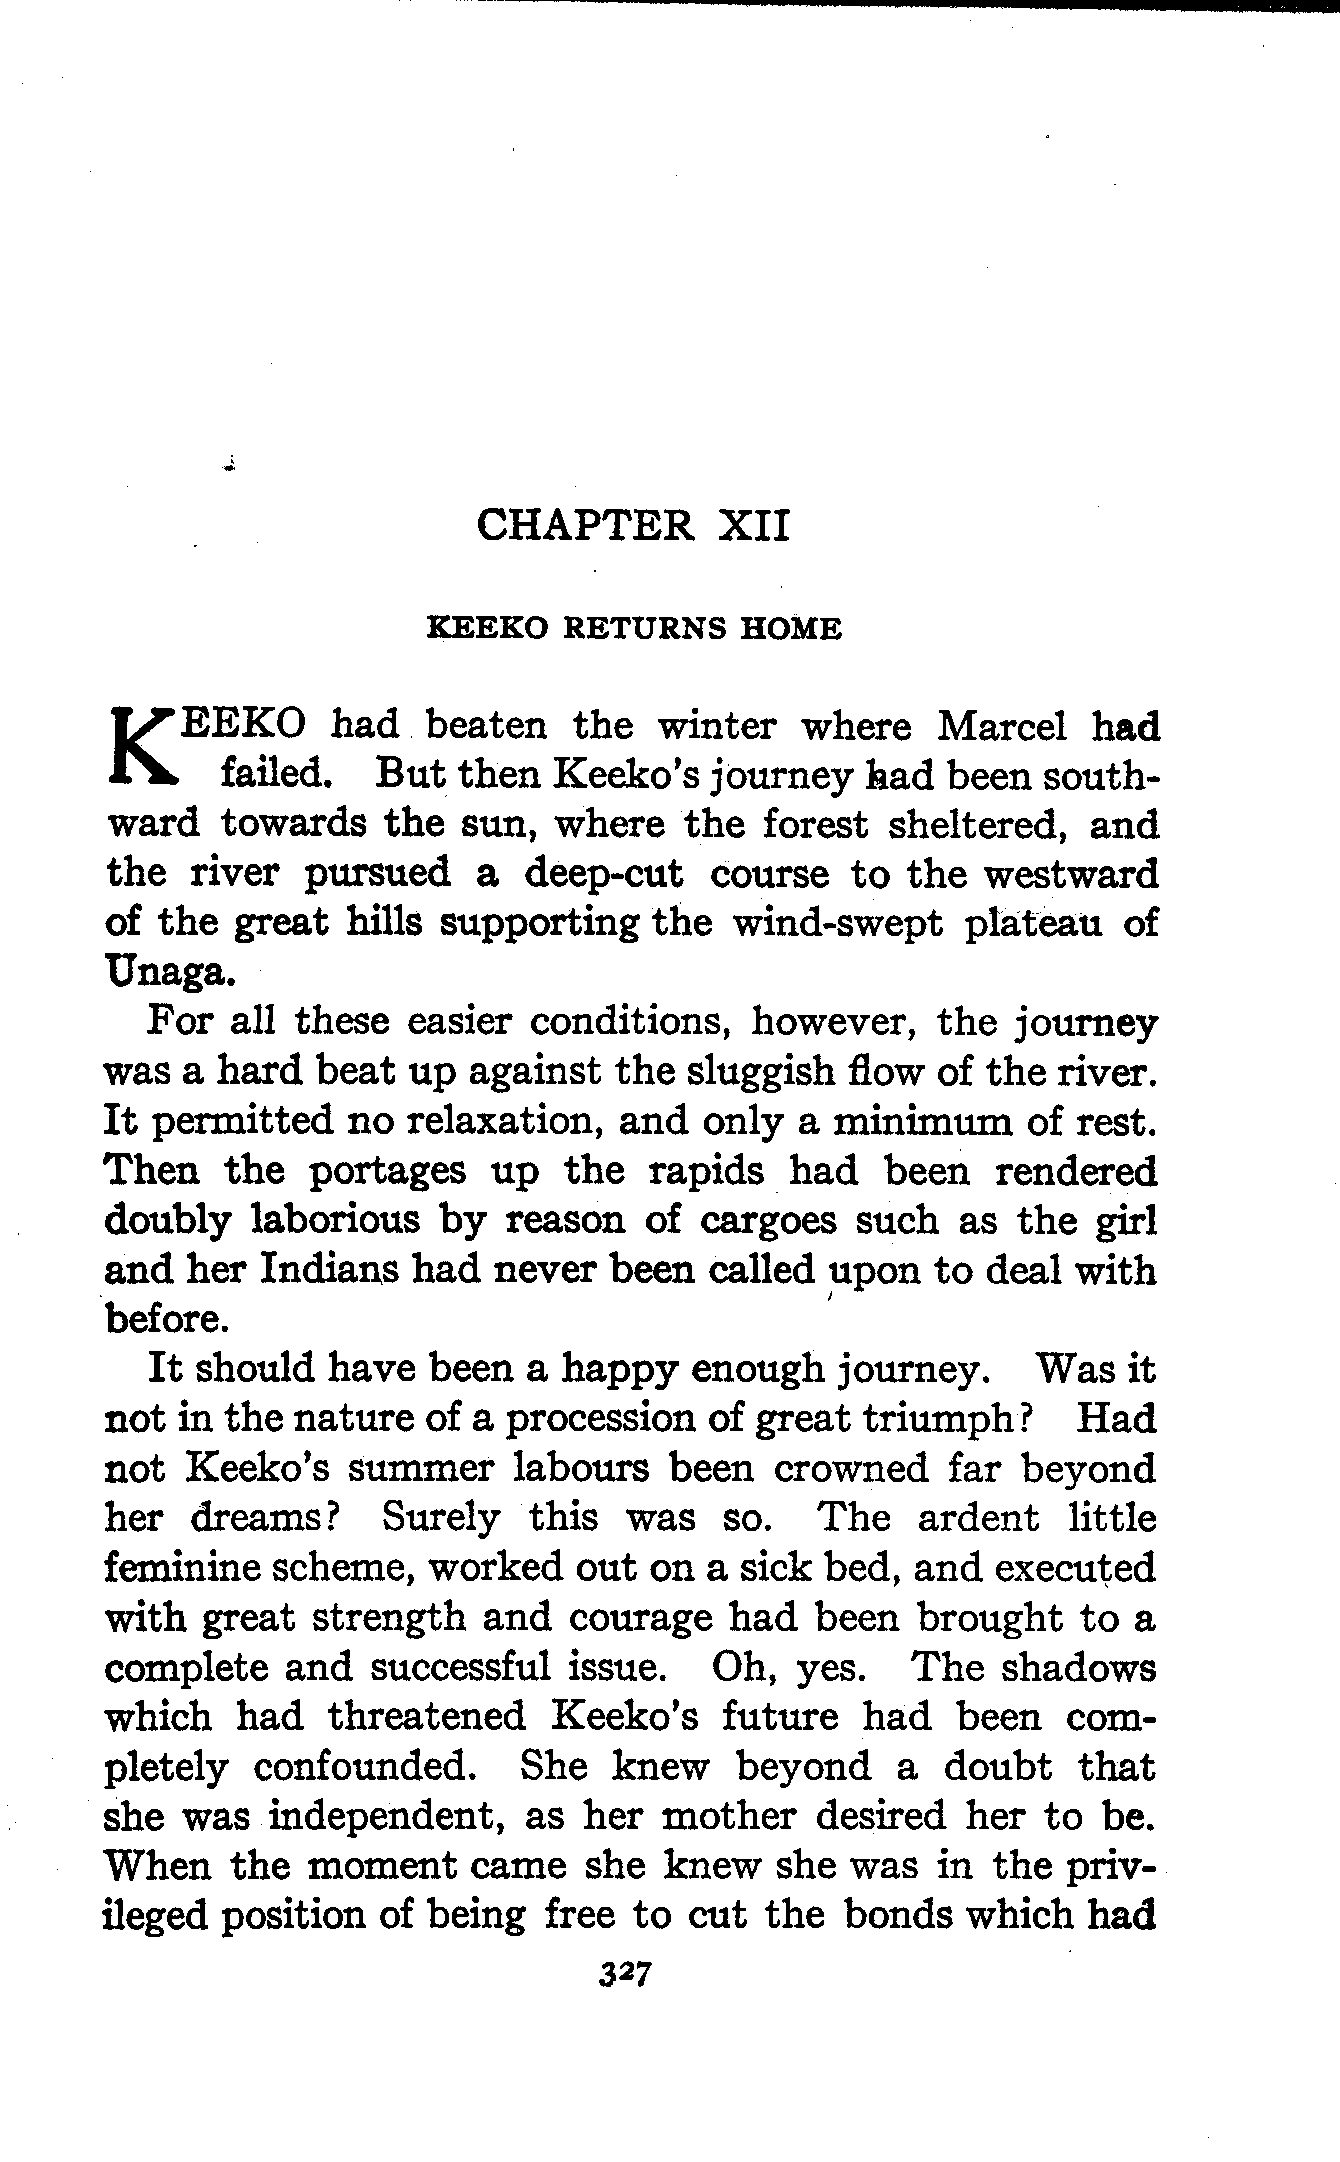 CHAPTER XII
KEEKO RETURNS HOME
KEEKO had beaten the winter where Marcel had
failed. But then Keeko's journey had been south-
ward towards the sun, where the forest sheltered, and
the river pursued a deep-cut course to the westward
of the great hills supporting the wind-swept plateau of
Unaga.
For all these easier conditions, however, the journey
was a hard beat up against the sluggish flow of the river.
It permitted no relaxation, and only a minimum of rest.
Then the portages up the rapids had been rendered
doubly laborious by reason of cargoes such as the girl
and her Indians had never been called upon to deal with
before.
It should have been a happy enough journey. Was it
not in the nature of a procession of great triumph? Had
not Keeko's summer labours been crowned far beyond
her dreams? Surely this was so. The ardent little
feminine scheme, worked out on a sick bed, and executed
with great strength and courage had been brought to a
complete and successful issue. Oh, yes. The shadows
which had threatened Keeko's future had been com-
pletely confounded. She knew beyond a doubt that
she was independent, as her mother desired her to be.
When the moment came she knew she was in the priv-
ileged position of being free to cut the bonds which had
327